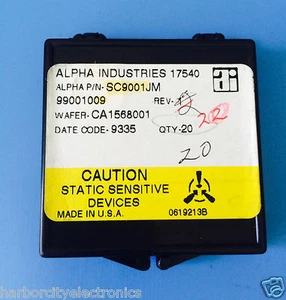 ALPHA INDUSTRIES 17540
ALPHA P/N- SC9001JM
99001009 REV-
WAFER- CA1568001
DATE CODE- 9335 QTY-20
20
CAUTION
STATIC SENSITIVE
DEVICES
MADE IN U.S.A. 0619213B
harborcityelectronics